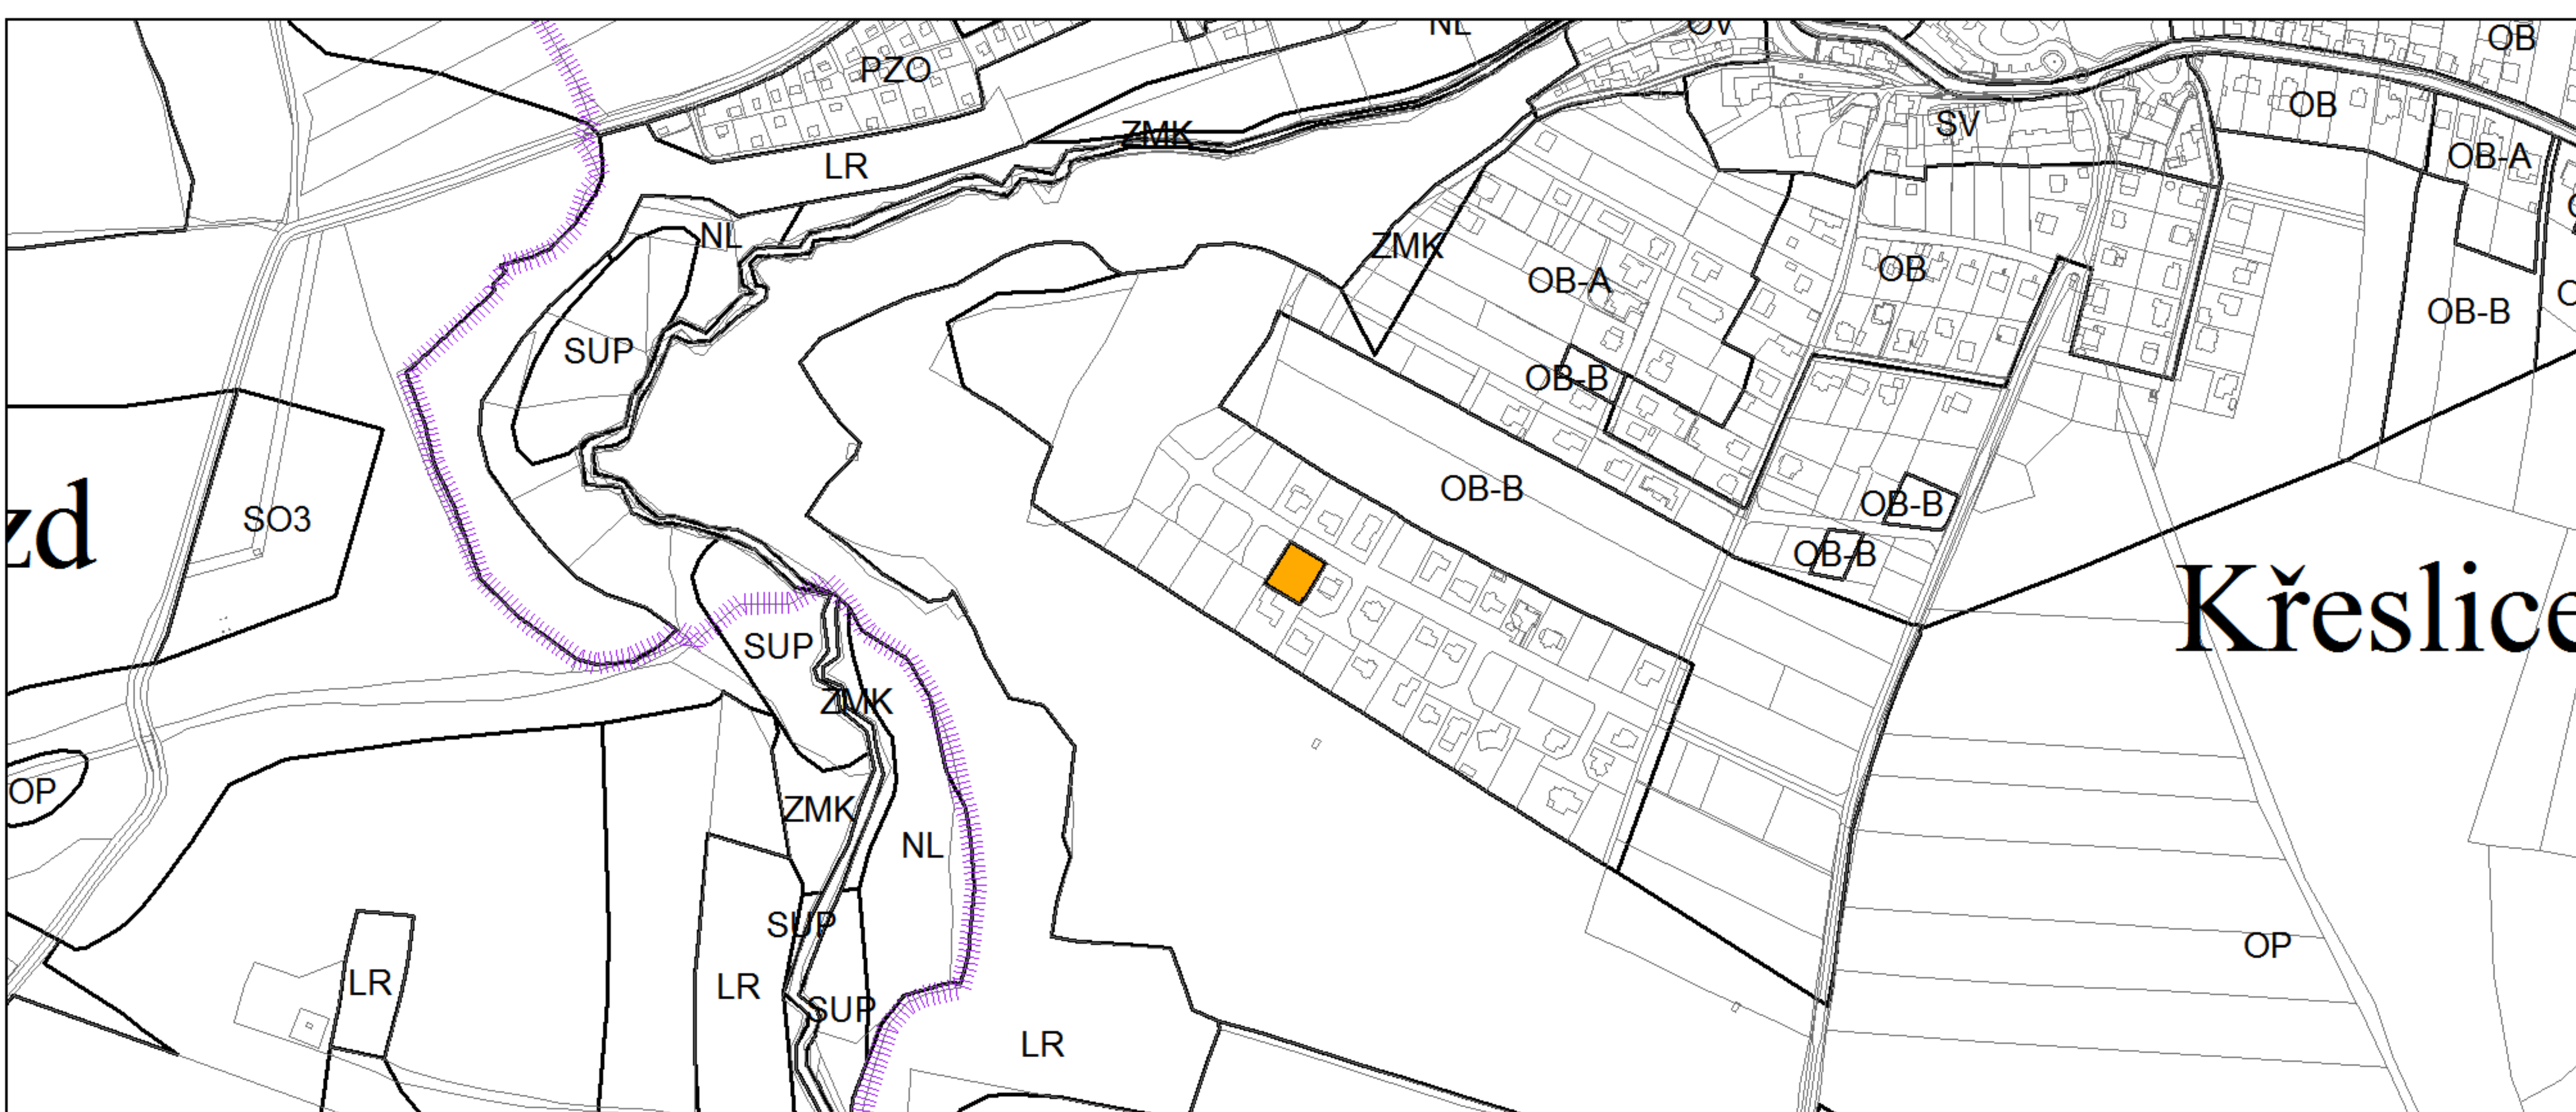 NL
OV
OB
PZO
OB
SV
ZMK
OB-A
LR
NL
ZMK
OB
OB-A
OB-B
SUP
OB-B
OB-B
OB-B
SO3
zd
OB-B
Křeslice
SUP
ZMK
OP
ZMK
NL
SUP
OP
LR
LR
SUP
LR